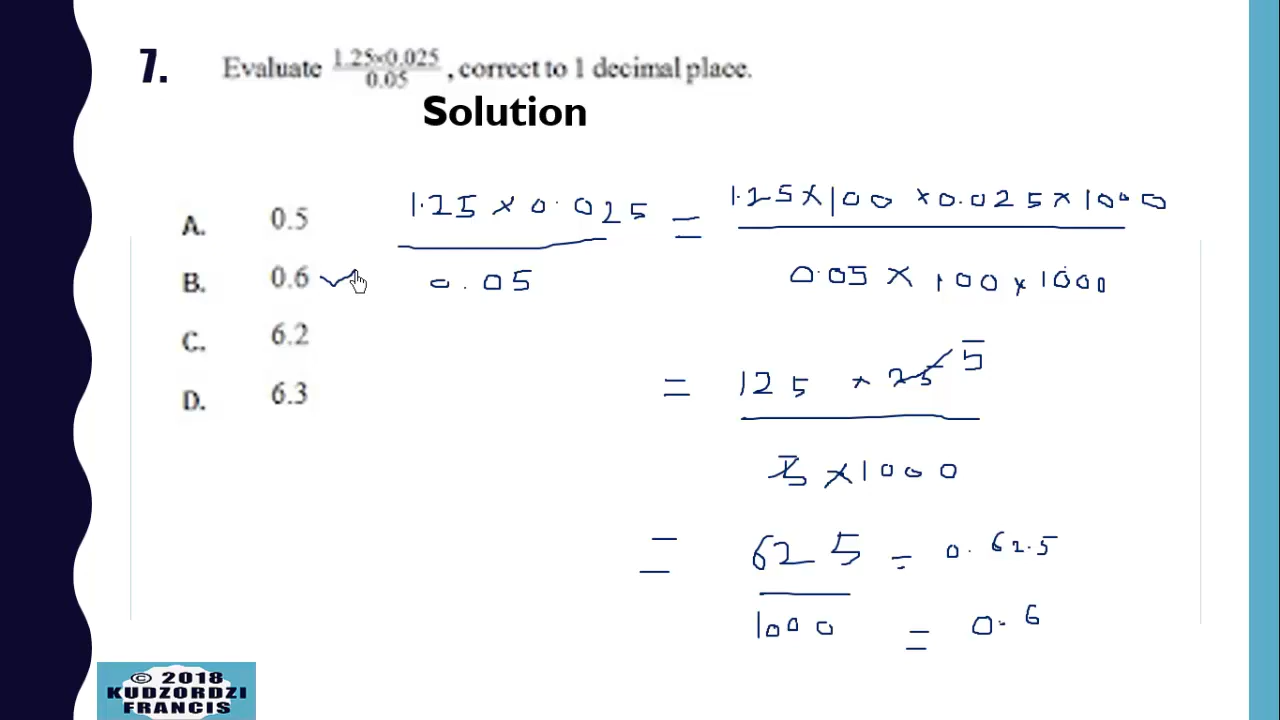 7. Evaluate 1.25×0.025 / 0.05 , correct to 1 decimal place.
Solution
A. 0.5
B. 0.6
C. 6.2
D. 6.3
1.25 × 0.025 / 0.05 = 1.25 × 100 × 0.025 × 1000 / 0.05 × 100 × 1000
= 125 × 25 5 / 5 × 1000
= 625 / 1000 = 0.62.5
= 0.6
© 2018
KUDZORDZI
FRANCIS